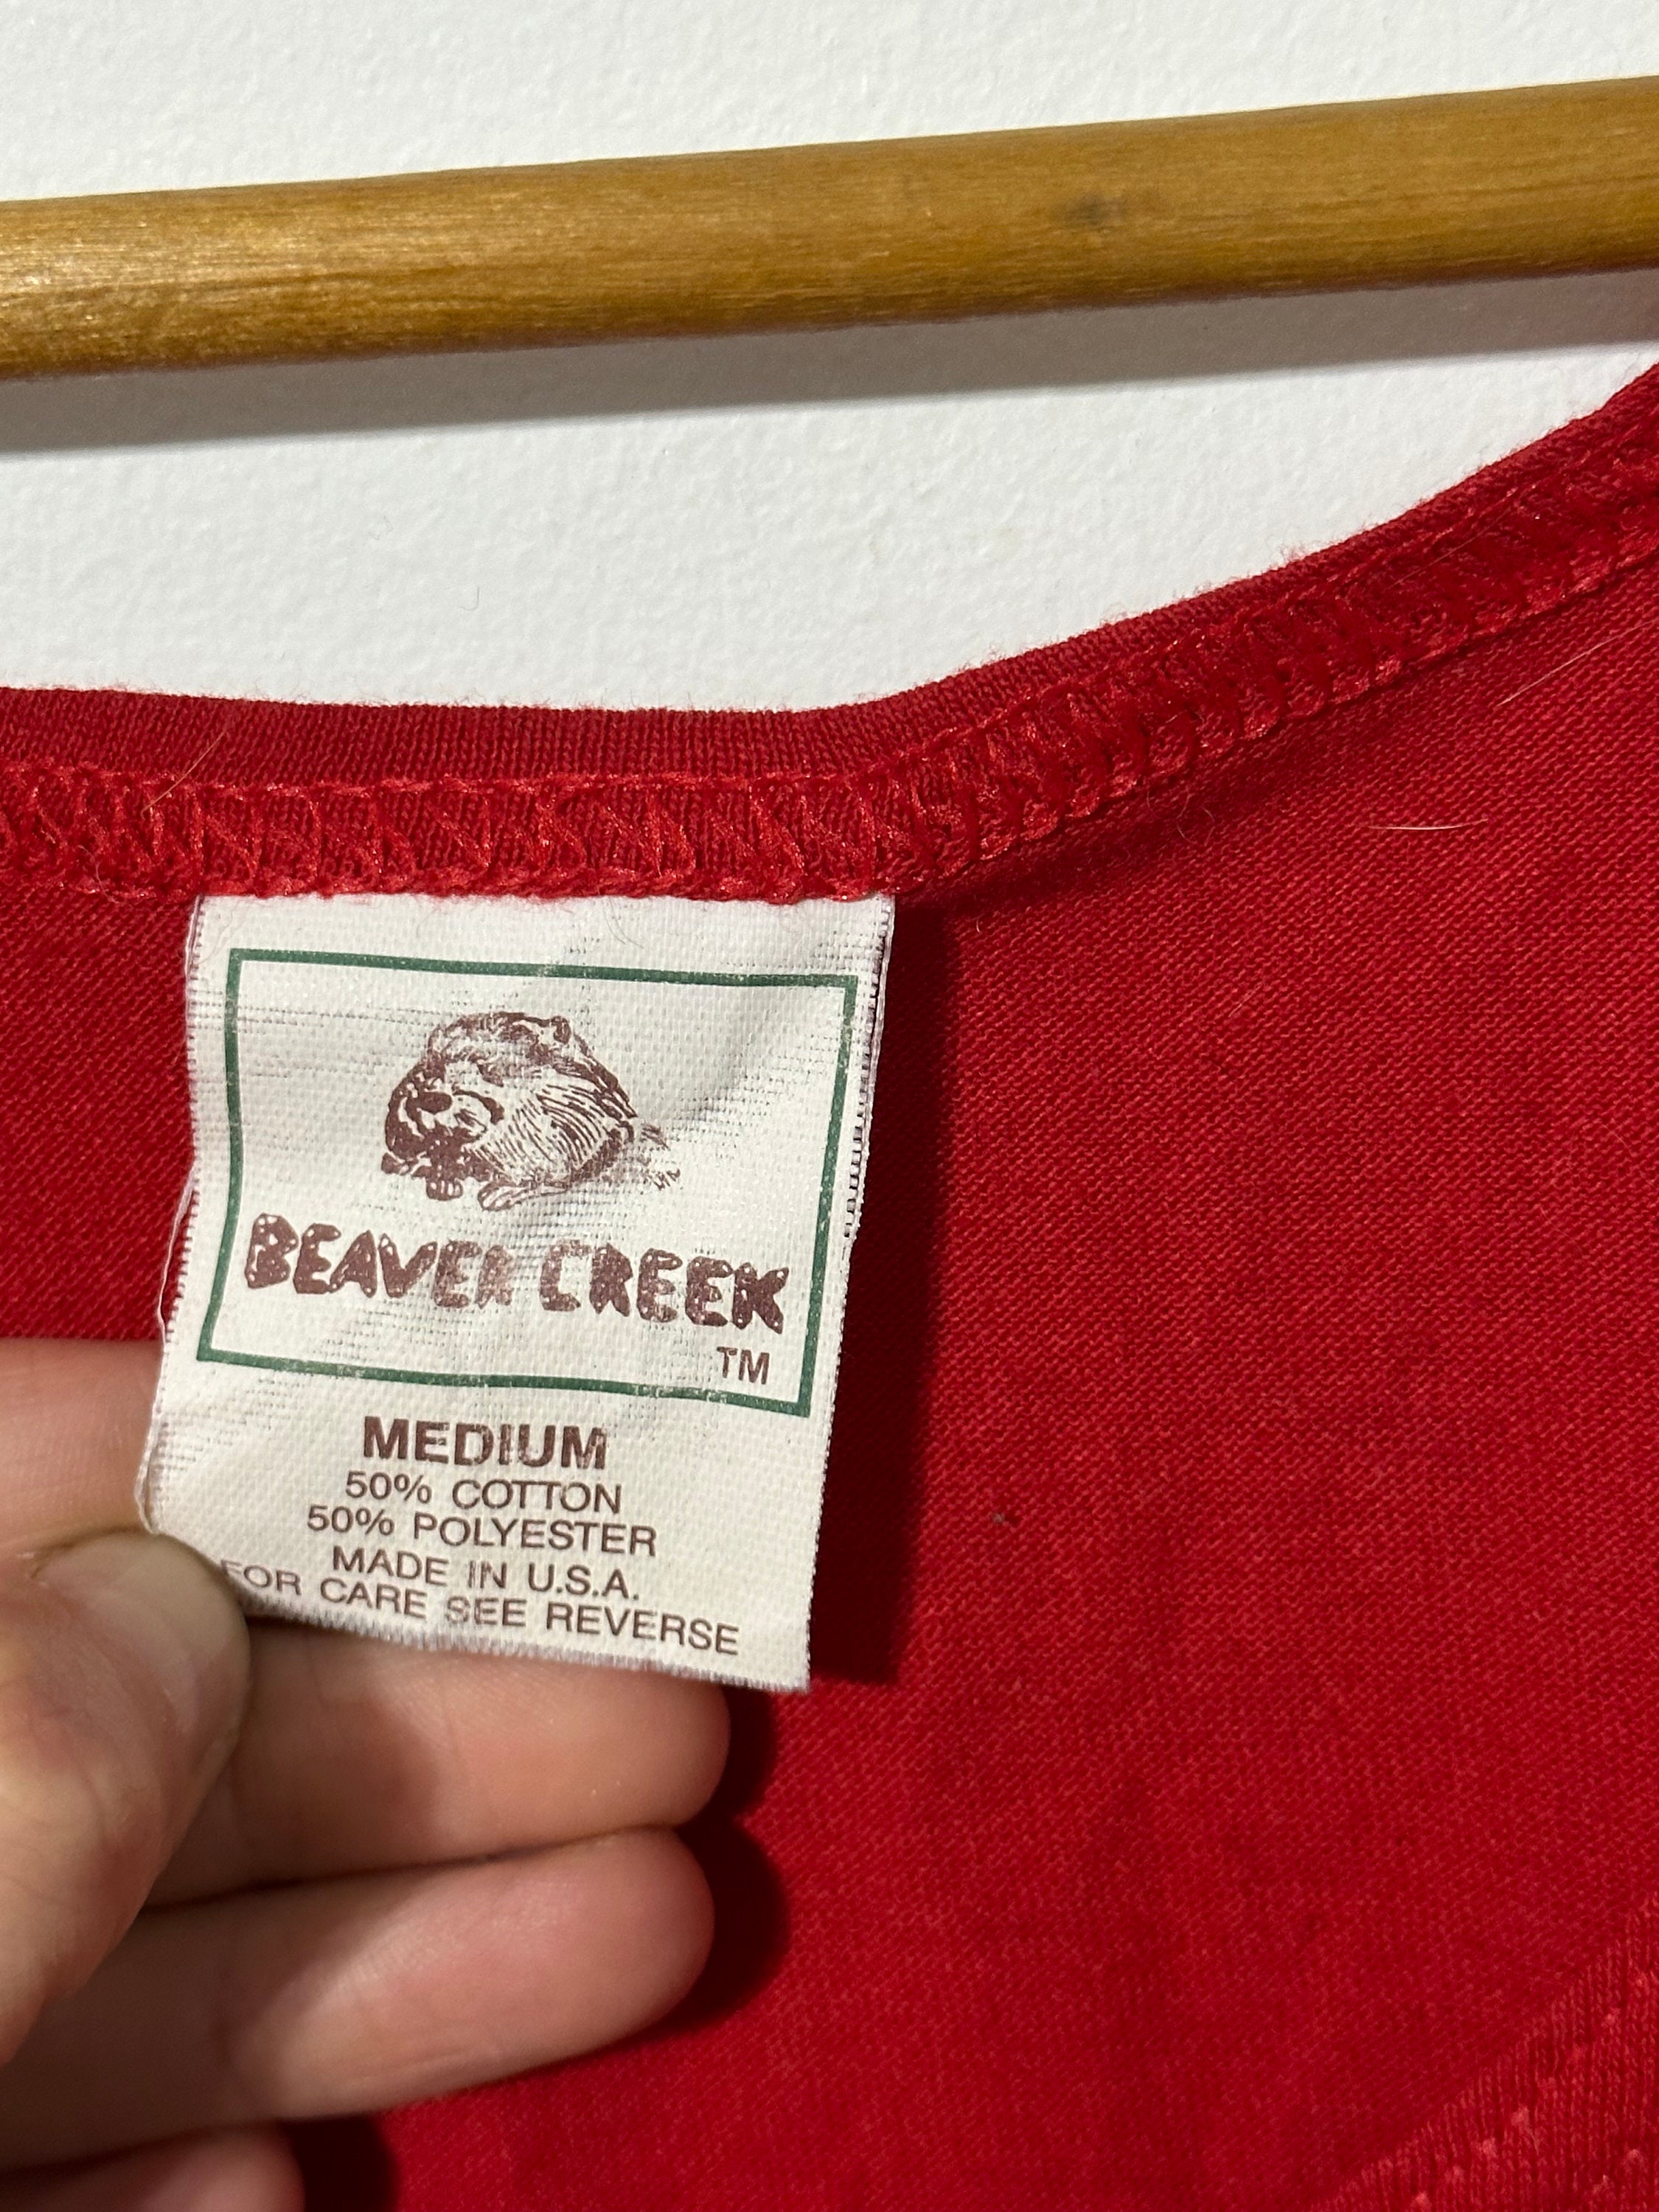 BEAVER CREEK
TM
MEDIUM
50% COTTON
50% POLYESTER
MADE IN U.S.A.
FOR CARE SEE REVERSE